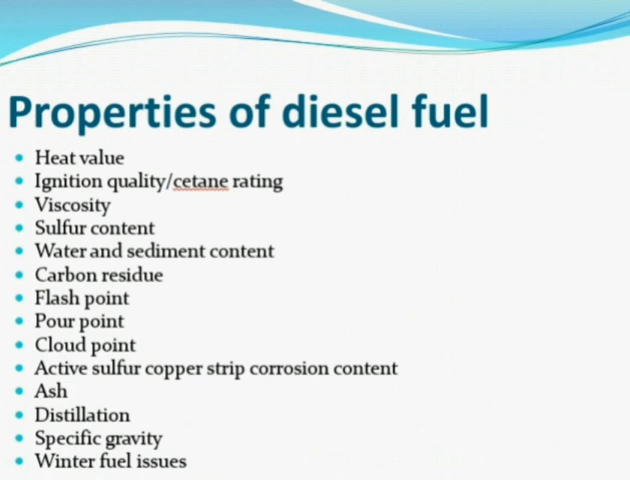 Properties of diesel fuel
• Heat value
• Ignition quality/cetane rating
• Viscosity
• Sulfur content
• Water and sediment content
• Carbon residue
• Flash point
• Pour point
• Cloud point
• Active sulfur copper strip corrosion content
• Ash
• Distillation
• Specific gravity
• Winter fuel issues